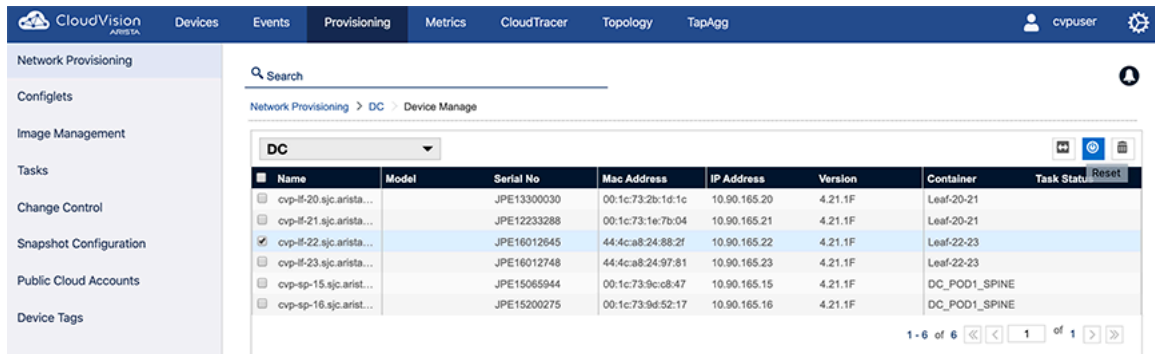 CloudVision Devices Events Provisioning Metrics CloudTracer Topology TapAgg cvpuser
ARISTA
Network Provisioning
Configlets
Image Management
Tasks
Change Control
Snapshot Configuration
Public Cloud Accounts
Device Tags
Search
Network Provisioning > DC > Device Manage
DC
Reset
Name Model Serial No Mac Address IP Address Version Container Task Status
cvp-lf-20.sjc.arista... JPE13300030 00:1c:73:2b:1d:1c 10.90.165.20 4.21.1F Leaf-20-21
cvp-lf-21.sjc.arista... JPE12233288 00:1c:73:1e:7b:04 10.90.165.21 4.21.1F Leaf-20-21
cvp-lf-22.sjc.arista... JPE16012645 44:4c:a8:24:88:2f 10.90.165.22 4.21.1F Leaf-22-23
cvp-lf-23.sjc.arista... JPE16012748 44:4c:a8:24:97:81 10.90.165.23 4.21.1F Leaf-22-23
cvp-sp-15.sjc.arist... JPE15065944 00:1c:73:9c:c8:47 10.90.165.15 4.21.1F DC_POD1_SPINE
cvp-sp-16.sjc.arist... JPE15200275 00:1c:73:9d:52:17 10.90.165.16 4.21.1F DC_POD1_SPINE
1 - 6 of 6 « < 1 of 1 > »